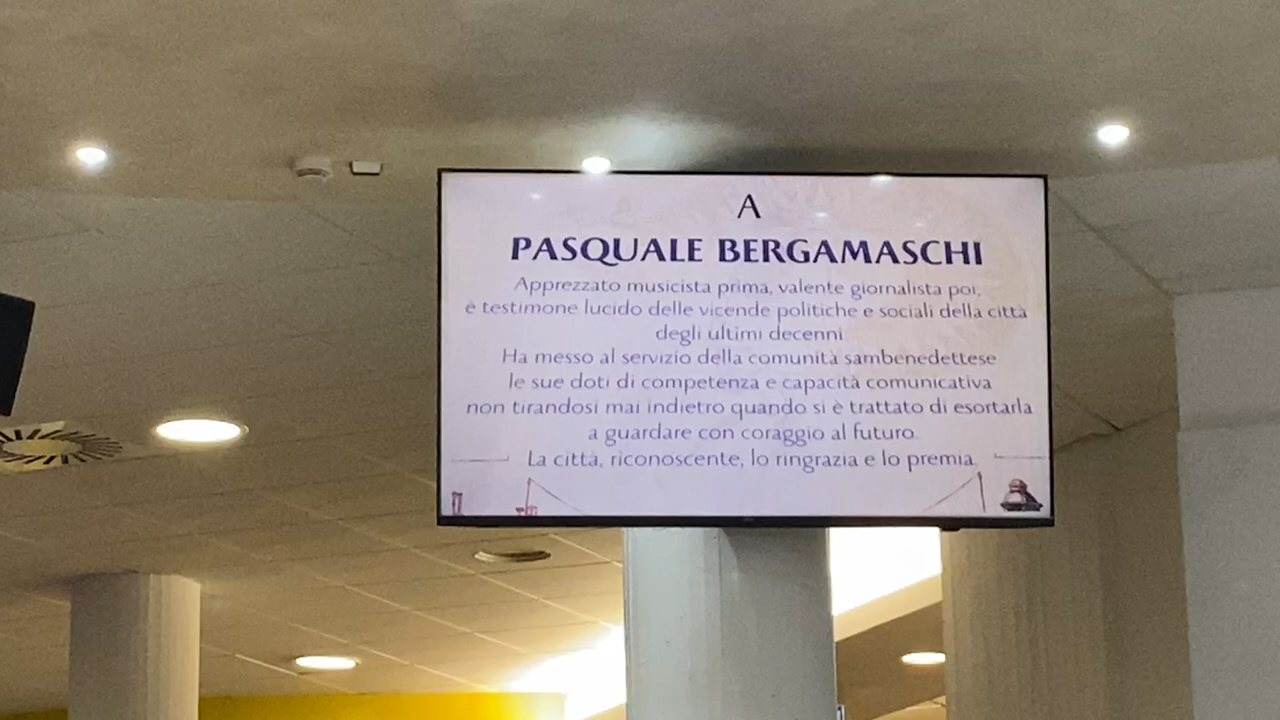 A
PASQUALE BERGAMASCHI
Apprezzato musicista prima, valente giornalista poi,
è testimone lucido delle vicende politiche e sociali della città
degli ultimi decenni
Ha messo al servizio della comunità sambenedettese
le sue doti di competenza e capacità comunicativa
non tirandosi mai indietro quando si è trattato di esortarla
a guardare con coraggio al futuro.
La città, riconoscente, lo ringrazia e lo premia.